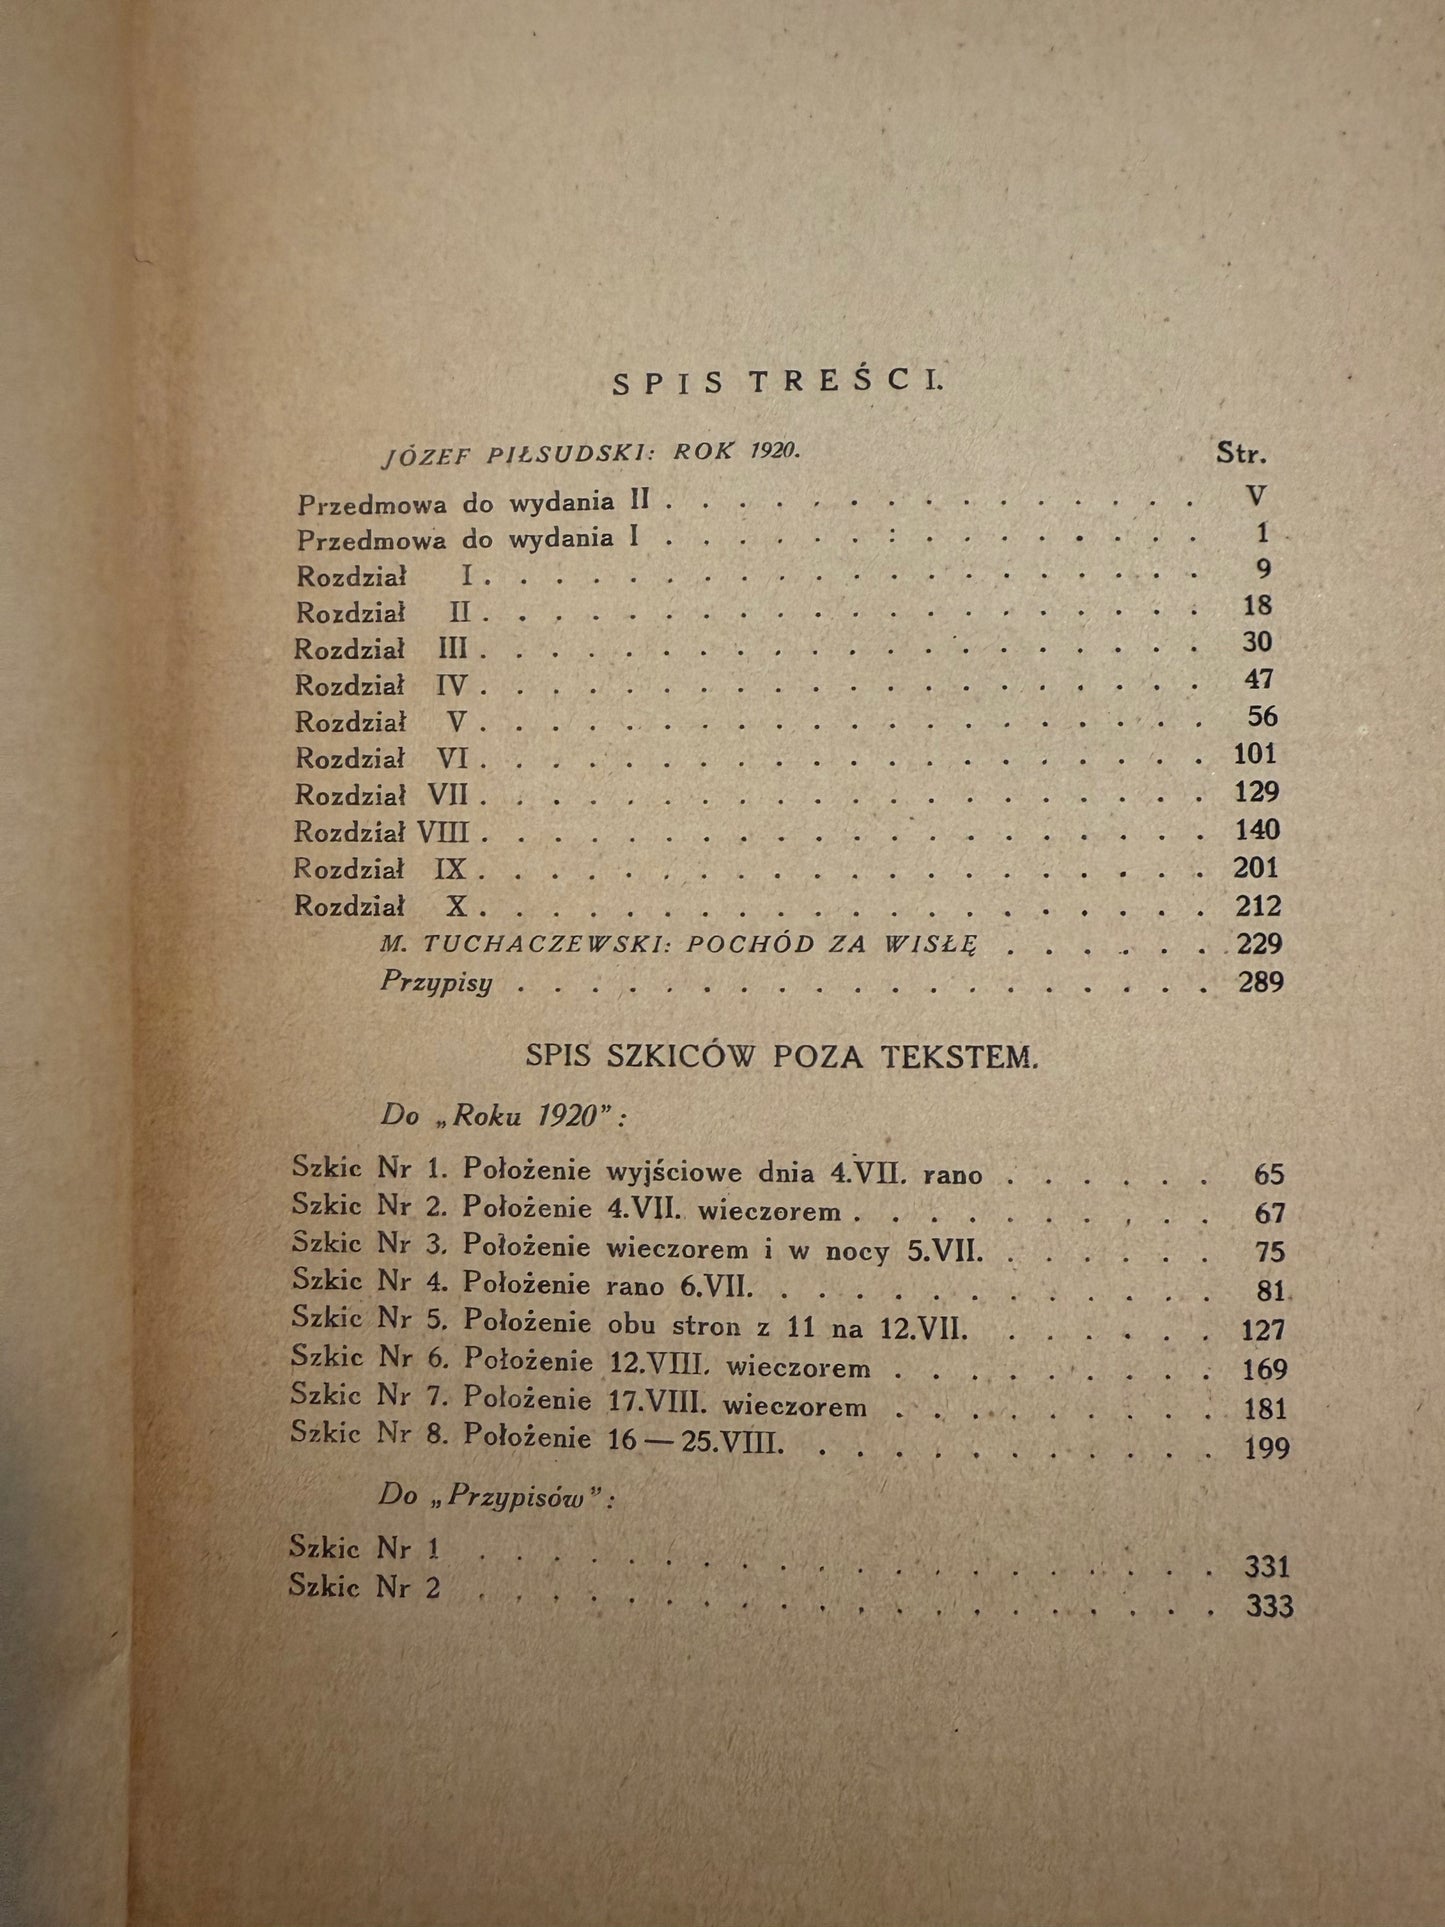 SPIS TREŚCI.
JÓZEF PIŁSUDSKI: ROK 1920. Str.
Przedmowa do wydania II . . . . . . . . . . . . . . . V
Przedmowa do wydania I . . . . . . : . . . . . . . . 1
Rozdział I . . . . . . . . . . . . . . . . . . . . 9
Rozdział II . . . . . . . . . . . . . . . . . . . . 18
Rozdział III . . . . . . . . . . . . . . . . . . . . 30
Rozdział IV . . . . . . . . . . . . . . . . . . . . 47
Rozdział V . . . . . . . . . . . . . . . . . . . . 56
Rozdział VI . . . . . . . . . . . . . . . . . . . . 101
Rozdział VII . . . . . . . . . . . . . . . . . . . . 129
Rozdział VIII . . . . . . . . . . . . . . . . . . . . 140
Rozdział IX . . . . . . . . . . . . . . . . . . . . 201
Rozdział X . . . . . . . . . . . . . . . . . . . . 212
M. TUCHACZEWSKI: POCHÓD ZA WISŁĘ . . . . . . 229
Przypisy . . . . . . . . . . . . . . . . . . . 289
SPIS SZKICÓW POZA TEKSTEM.
Do „Roku 1920”:
Szkic Nr 1. Położenie wyjściowe dnia 4.VII. rano . . . . . . 65
Szkic Nr 2. Położenie 4.VII. wieczorem . . . . . . . . . . 67
Szkic Nr 3. Położenie wieczorem i w nocy 5.VII. . . . . . . 75
Szkic Nr 4. Położenie rano 6.VII. . . . . . . . . . . . . 81
Szkic Nr 5. Położenie obu stron z 11 na 12.VII. . . . . . . 127
Szkic Nr 6. Położenie 12.VIII. wieczorem . . . . . . . . . 169
Szkic Nr 7. Położenie 17.VIII. wieczorem . . . . . . . . . 181
Szkic Nr 8. Położenie 16 — 25.VIII. . . . . . . . . . . . 199
Do „Przypisów”:
Szkic Nr 1 . . . . . . . . . . . . . . . . . . . . 331
Szkic Nr 2 . . . . . . . . . . . . . . . . . . . . 333